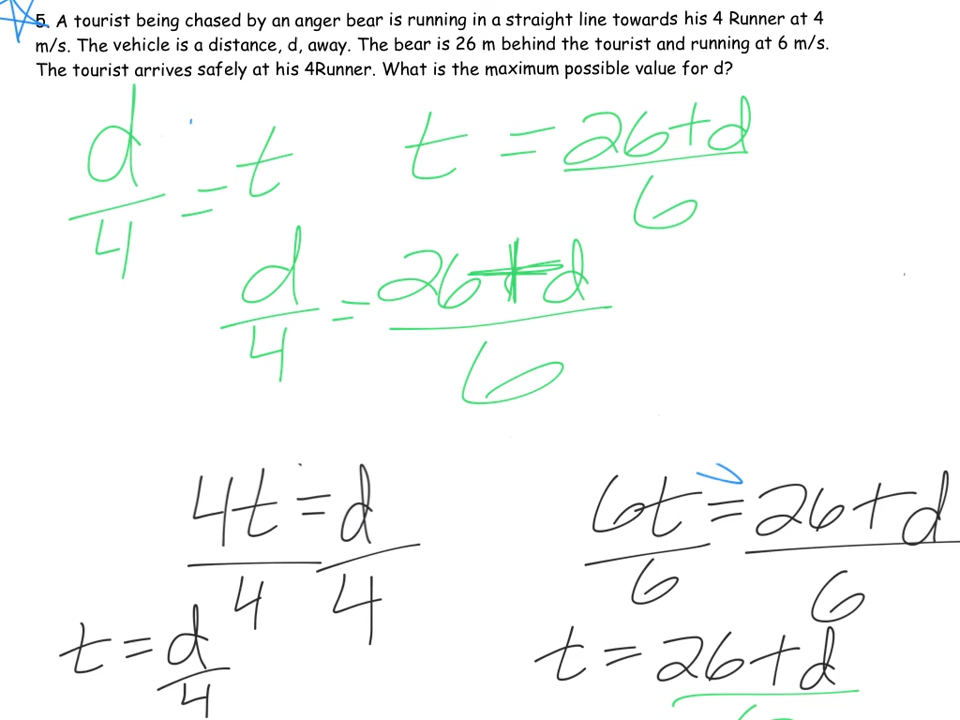 5. A tourist being chased by an anger bear is running in a straight line towards his 4 Runner at 4
m/s. The vehicle is a distance, d, away. The bear is 26 m behind the tourist and running at 6 m/s.
The tourist arrives safely at his 4Runner. What is the maximum possible value for d?
d/4 = t t = 26+d/6
d/4 = 26+d/6
4t = d 6t = 26+d
4 4 6 6
t = d/4 t = 26+d